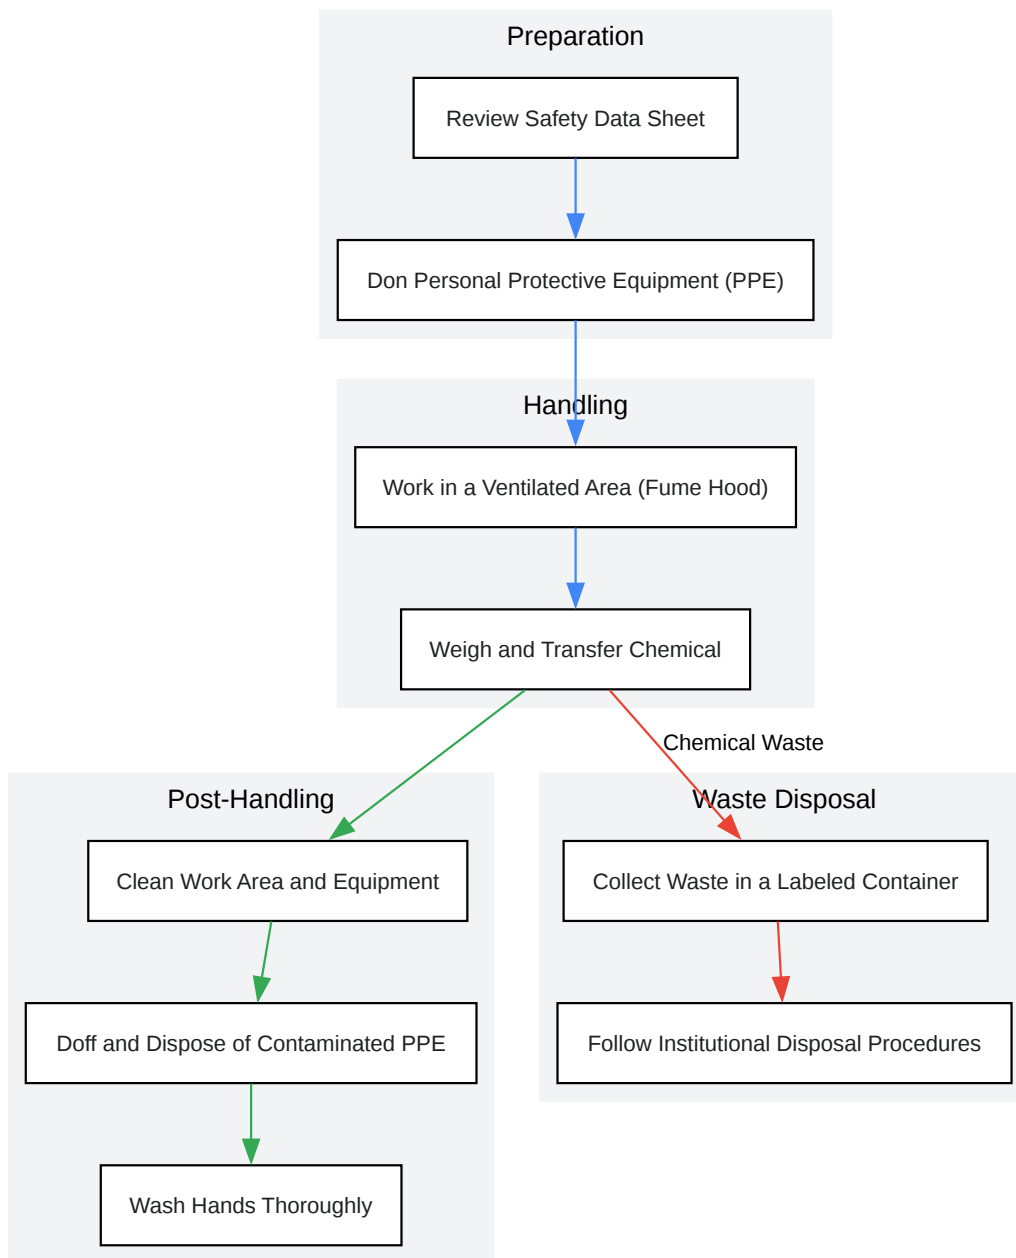 Preparation
Review Safety Data Sheet
Don Personal Protective Equipment (PPE)
Handling
Work in a Ventilated Area (Fume Hood)
Weigh and Transfer Chemical
Chemical Waste
Post-Handling
Clean Work Area and Equipment
Doff and Dispose of Contaminated PPE
Wash Hands Thoroughly
Waste Disposal
Collect Waste in a Labeled Container
Follow Institutional Disposal Procedures